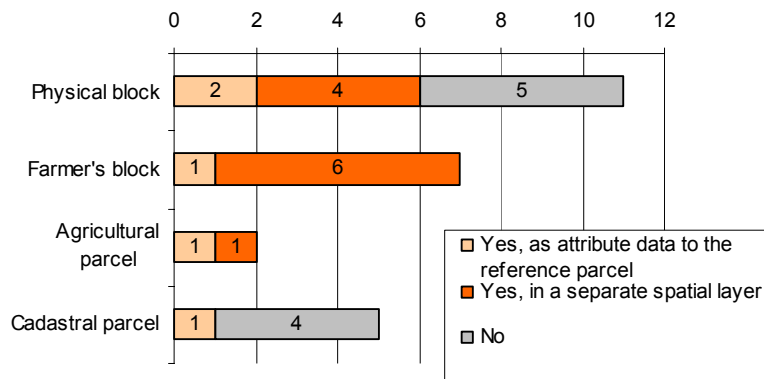 0 2 4 6 8 10 12
Physical block 2 4 5
Farmer's block 1 6
Agricultural
parcel 1 1
Cadastral parcel 1 4
Yes, as attribute data to the
reference parcel
Yes, in a separate spatial layer
No